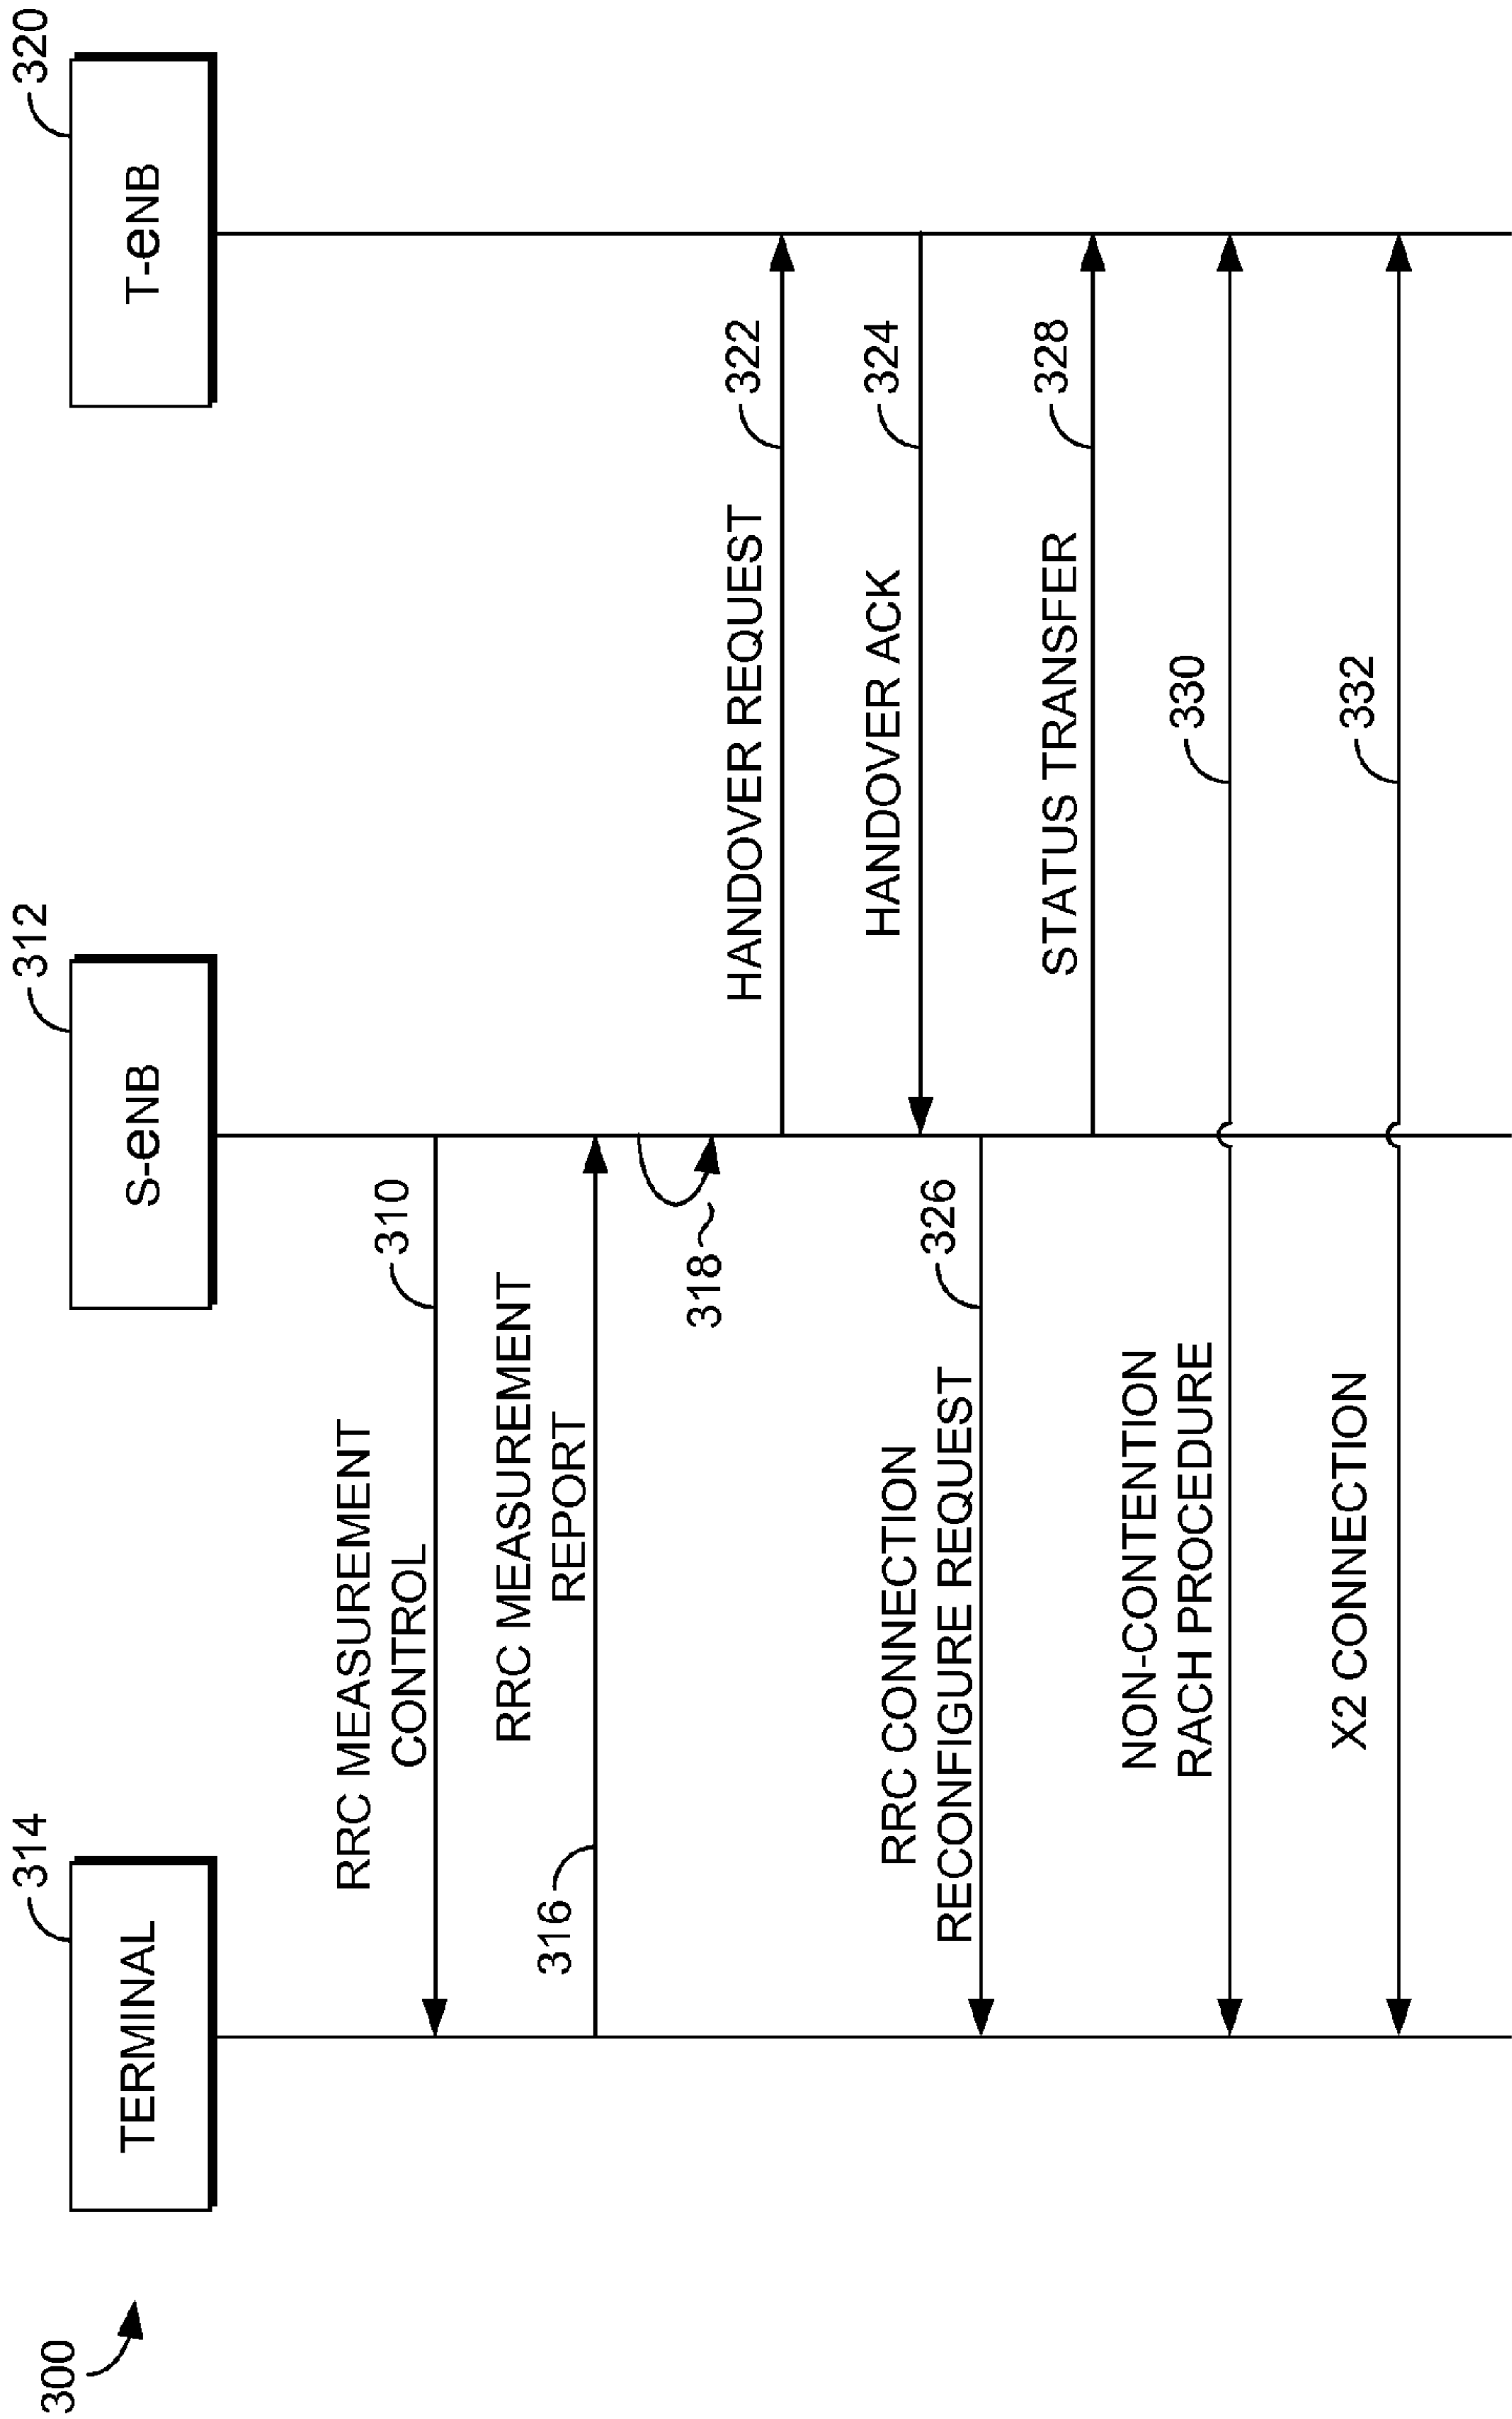 300
314
312
320
TERMINAL
S-eNB
T-eNB
RRC MEASUREMENT
CONTROL
310
RRC MEASUREMENT
REPORT
316
318
HANDOVER REQUEST
322
HANDOVER ACK
324
RRC CONNECTION
RECONFIGURE REQUEST
326
STATUS TRANSFER
328
NON-CONTENTION
RACH PROCEDURE
330
X2 CONNECTION
332